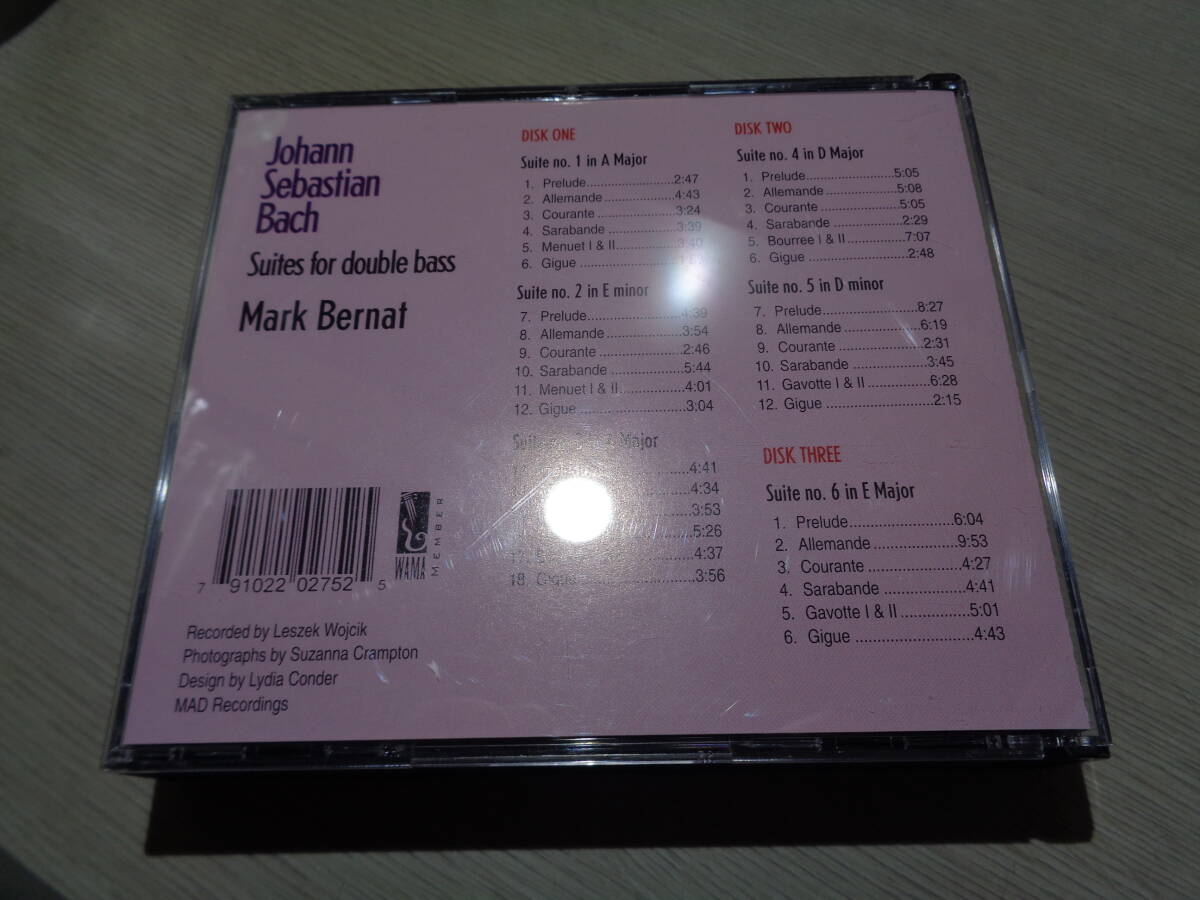 Johann
Sebastian
Bach
Suites for double bass
Mark Bernat
DISK ONE
Suite no. 1 in A Major
1. Prelude......................2:47
2. Allemande ...................4:43
3. Courante ....................3:24
4. Sarabande ...................3:39
5. Menuet I & II...............3:40
6. Gigue ..........................
Suite no. 2 in E minor
7. Prelude.......................4:39
8. Allemande ...................3:54
9. Courante .....................2:46
10. Sarabande ...................5:44
11. Menuet I & II................4:01
12. Gigue...........................3:04
Major
4:41
4:34
3:53
5:26
17. 4:37
18. Gigue 3:56
DISK TWO
Suite no. 4 in D Major
1. Prelude......................5:05
2. Allemande ...................5:08
3. Courante ....................5:05
4. Sarabande ...................2:29
5. Bourree I & II..............7:07
6. Gigue .........................2:48
Suite no. 5 in D minor
7. Prelude.......................8:27
8. Allemande ...................6:19
9. Courante .....................2:31
10. Sarabande ...................3:45
11. Gavotte I & II ...............6:28
12. Gigue ..........................2:15
DISK THREE
Suite no. 6 in E Major
1. Prelude.........................6:04
2. Allemande ....................9:53
3. Courante .......................4:27
4. Sarabande ....................4:41
5. Gavotte I & II ................5:01
6. Gigue ............................4:43
7 91022 02752 5
WAMA
MEMBER
Recorded by Leszek Wojcik
Photographs by Suzanna Crampton
Design by Lydia Conder
MAD Recordings